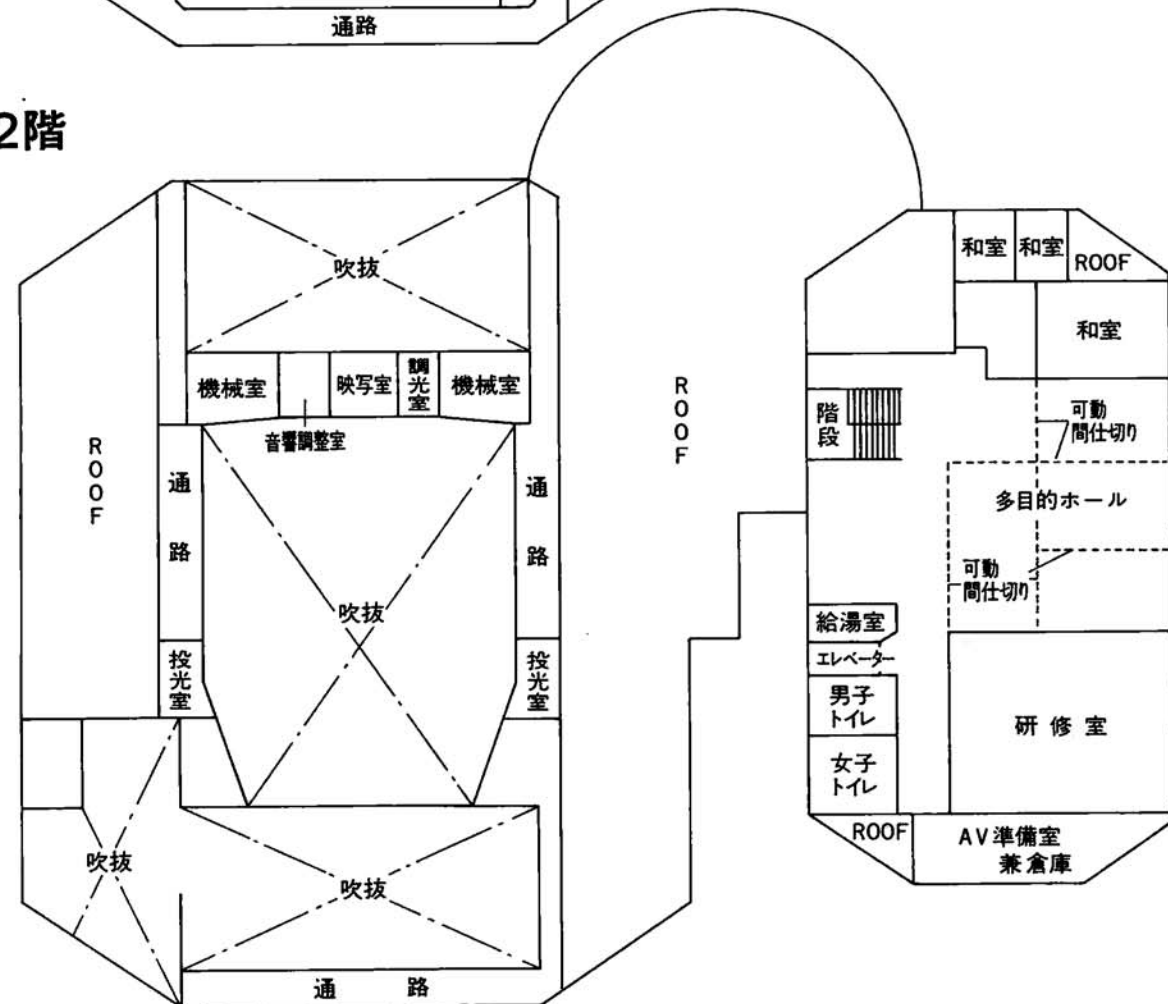 通路
2階
吹抜
和室
和室
ROOF
和室
機械室
映写室
調光室
機械室
音響調整室
ROOF
ROOF
階段
可動
間仕切り
通路
通路
多目的ホール
可動
間仕切り
吹抜
給湯室
エレベーター
投光室
投光室
男子
トイレ
研修室
女子
トイレ
ROOF
AV準備室
兼倉庫
吹抜
吹抜
通路